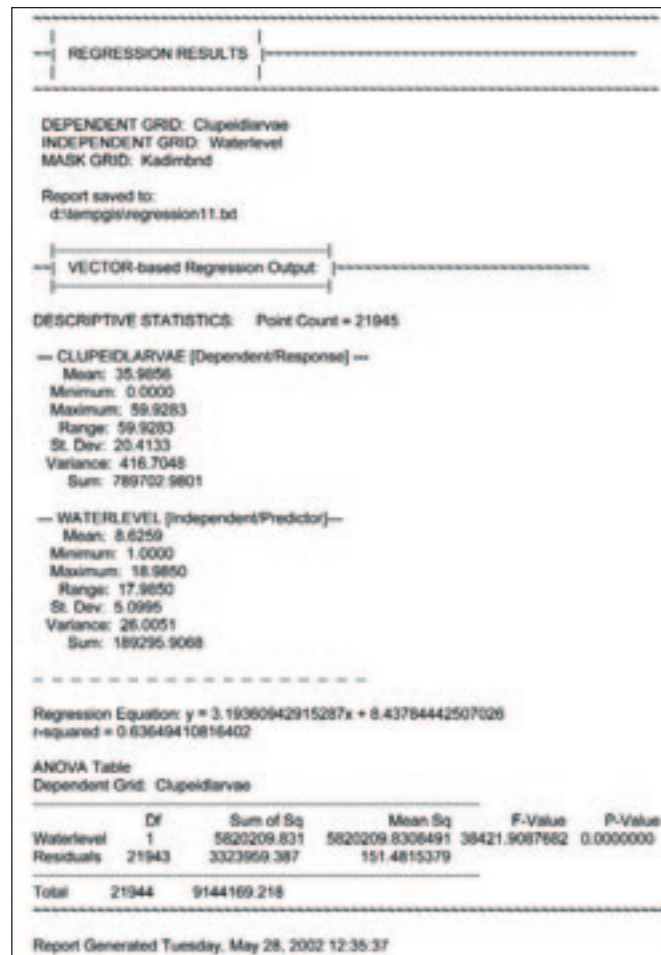 REGRESSION RESULTS
DEPENDENT GRID: Clupeidlarvae
INDEPENDENT GRID: Waterlevel
MASK GRID: Kadimbnd
Report saved to:
d:\tempgis\regression11.txt
VECTOR-based Regression Output:
DESCRIPTIVE STATISTICS: Point Count = 21945
--- CLUPEIDLARVAE [Dependent/Response] ---
Mean: 35.9856
Minimum: 0.0000
Maximum: 59.9283
Range: 59.9283
St. Dev: 20.4133
Variance: 416.7048
Sum: 789702.9801
--- WATERLEVEL [Independent/Predictor]---
Mean: 8.6259
Minimum: 1.0000
Maximum: 18.9850
Range: 17.9850
St. Dev: 5.0995
Variance: 26.0051
Sum: 189295.9068
Regression Equation: y = 3.19360942915287x + 8.43784442507026
r-squared = 0.63649410816402
ANOVA Table
Dependent Grid: Clupeidlarvae
Df Sum of Sq Mean Sq F-Value P-Value
Waterlevel 1 5820209.831 5820209.8308491 38421.9087682 0.0000000
Residuals 21943 3323959.387 151.4815379
Total 21944 9144169.218
Report Generated Tuesday, May 28, 2002 12:35:37